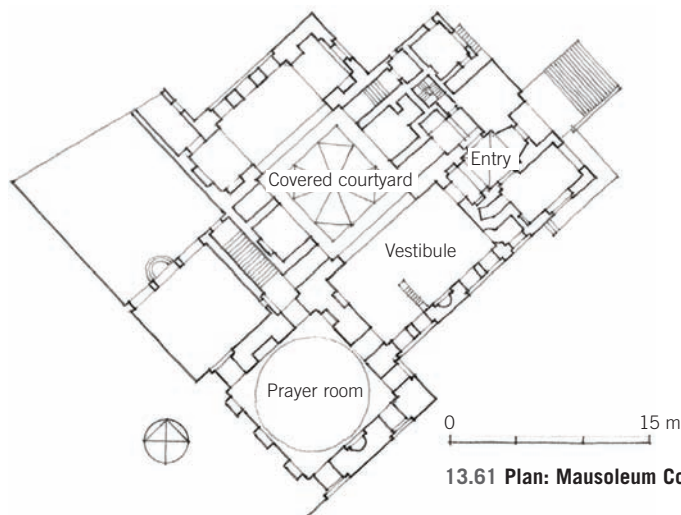 Entry
Covered courtyard
Vestibule
Prayer room
0 15 m
13.61 Plan: Mausoleum Co